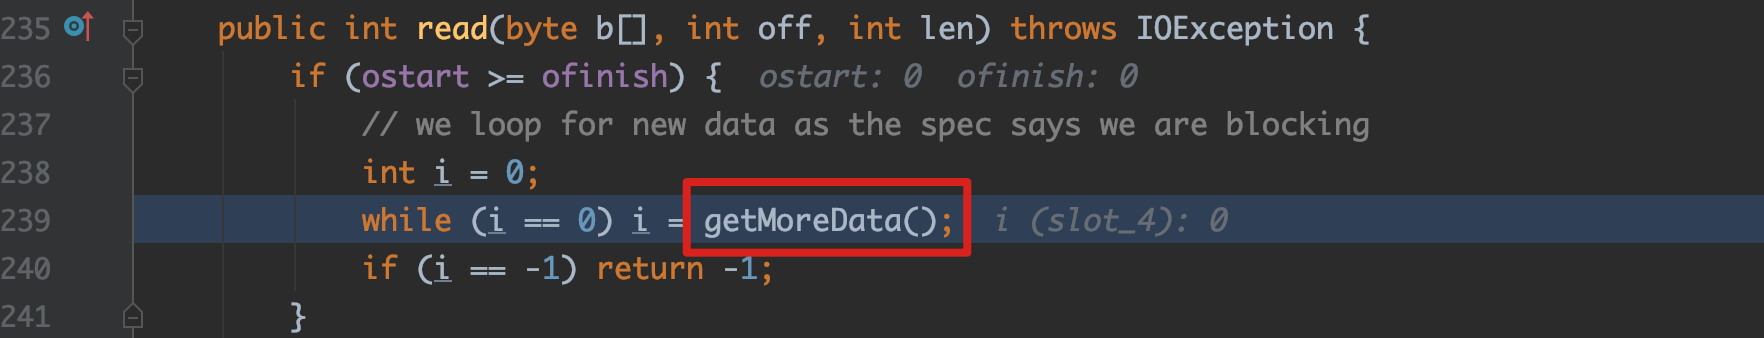 235 public int read(byte b[], int off, int len) throws IOException {
236 if (ostart >= ofinish) { ostart: 0 ofinish: 0
237 // we loop for new data as the spec says we are blocking
238 int i = 0;
239 while (i == 0) i = getMoreData(); i (slot_4): 0
240 if (i == -1) return -1;
241 }